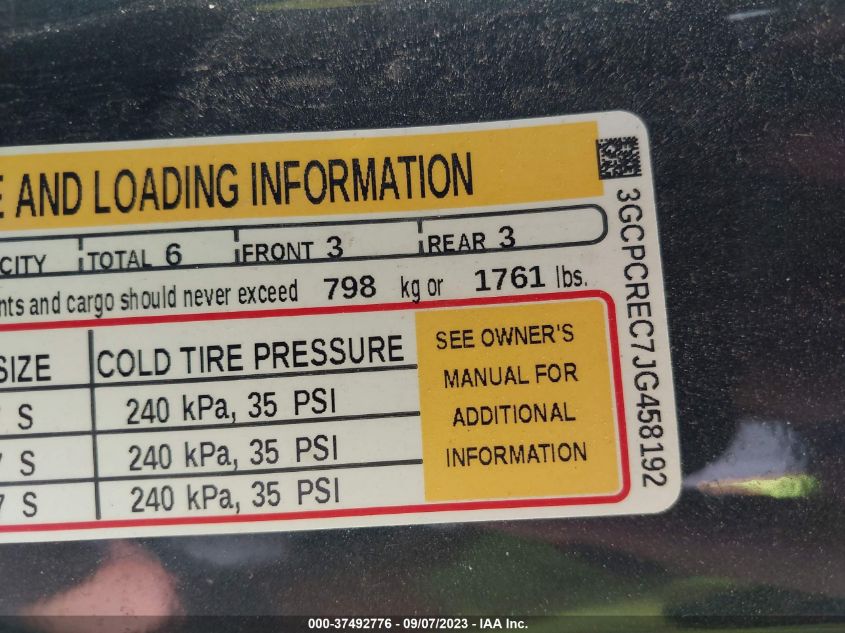 AND LOADING INFORMATION
CITY TOTAL 6 FRONT 3 REAR 3
and cargo should never exceed 798 kg or 1761 lbs.
SIZE COLD TIRE PRESSURE
S 240 kPa, 35 PSI
S 240 kPa, 35 PSI
7 S 240 kPa, 35 PSI
SEE OWNER'S
MANUAL FOR
ADDITIONAL
INFORMATION
3GCPCREC7JG458192
000-37492776 - 09/07/2023 - IAA Inc.